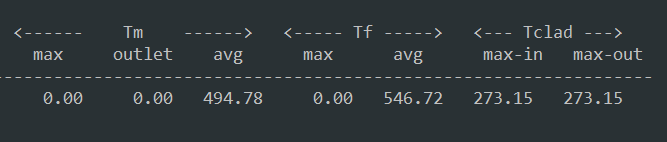 <------ Tm ------> <----- Tf -----> <--- Tclad --->
max outlet avg max avg max-in max-out
--------------------------------------------------------------------------
0.00 0.00 494.78 0.00 546.72 273.15 273.15